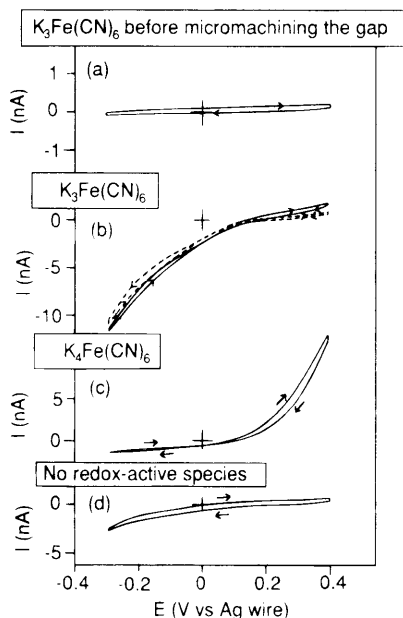 K₃Fe(CN)₆ before micromachining the gap
(a)
1
0
-1
I (nA)
K₃Fe(CN)₆
(b)
0
-5
-10
I (nA)
K₄Fe(CN)₆
(c)
5
0
I (nA)
No redox-active species
(d)
0
-5
I (nA)
-0.4 -0.2 0 0.2 0.4
E (V vs Ag wire)